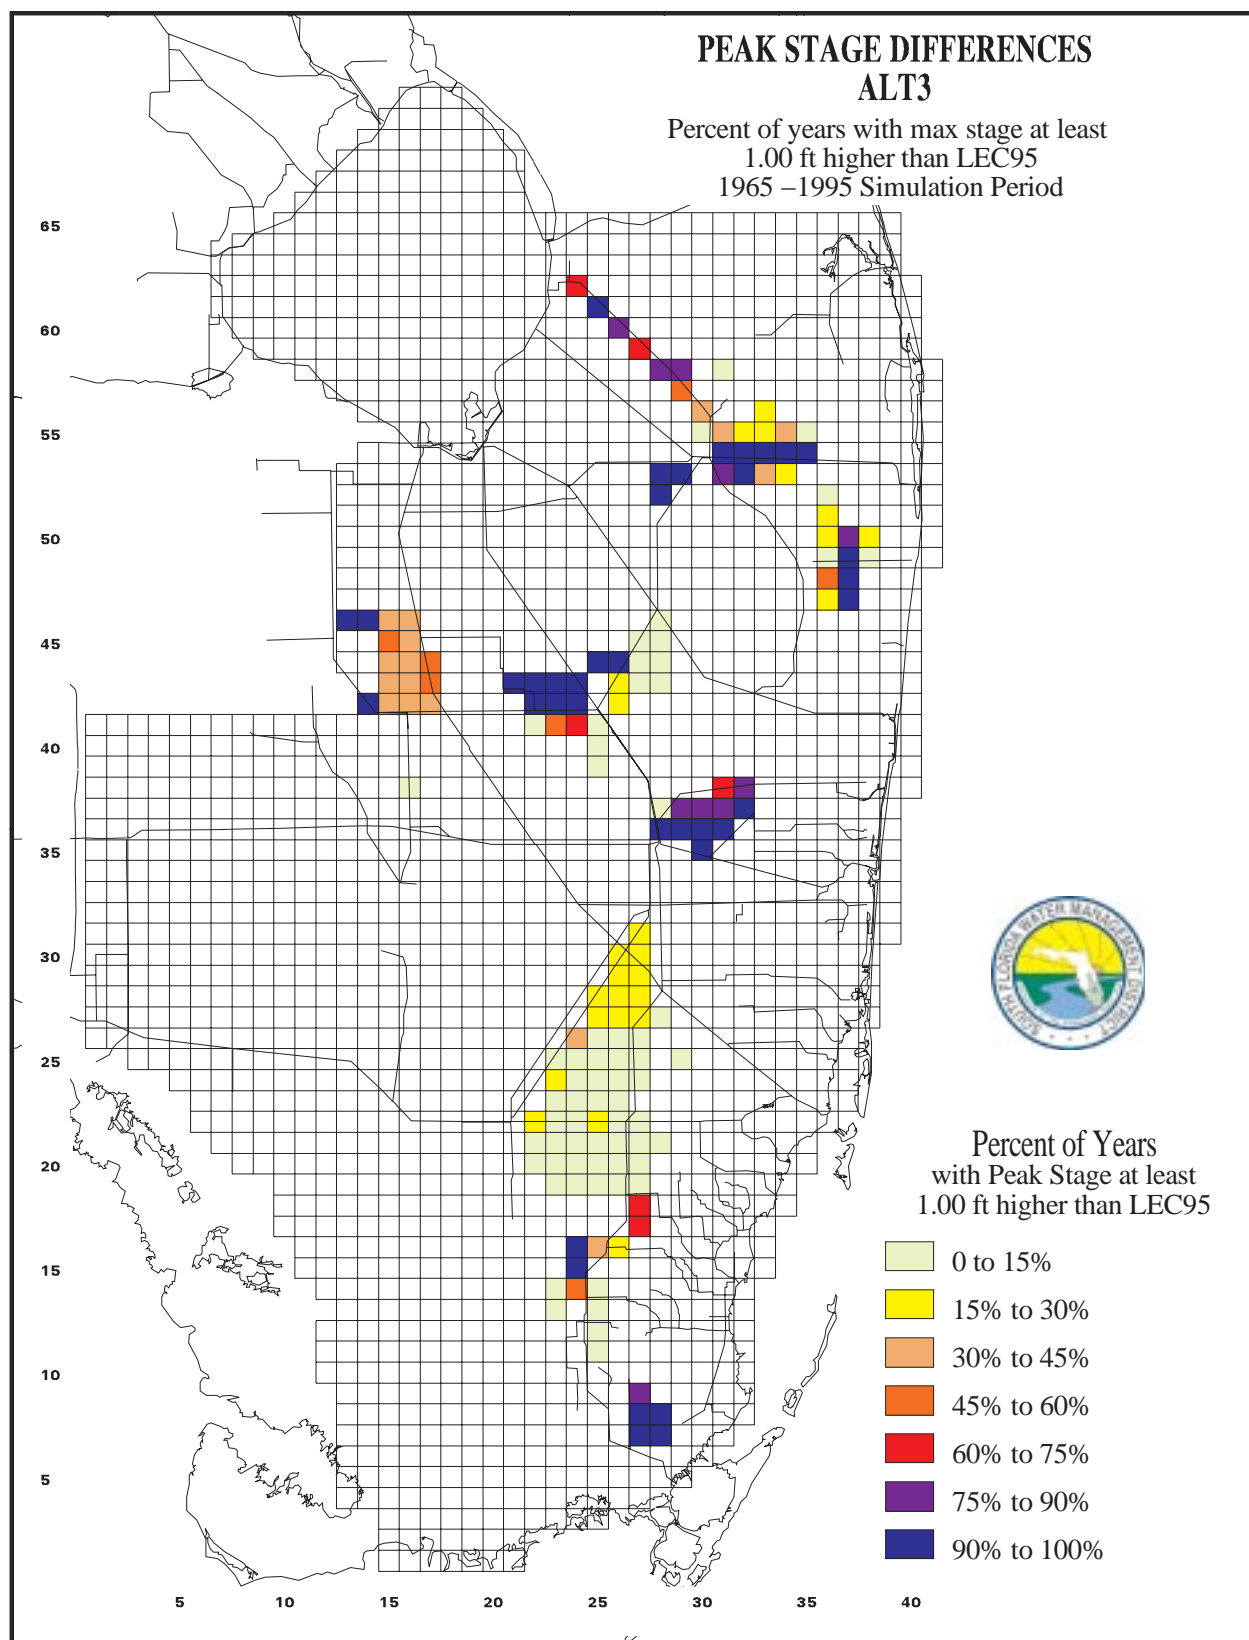 PEAK STAGE DIFFERENCES
ALT3
Percent of years with max stage at least
1.00 ft higher than LEC95
1965 –1995 Simulation Period
65
60
55
50
45
40
35
30
25
20
15
10
5
5 10 15 20 25 30 35 40
SOUTH FLORIDA WATER MANAGEMENT DISTRICT
Percent of Years
with Peak Stage at least
1.00 ft higher than LEC95
0 to 15%
15% to 30%
30% to 45%
45% to 60%
60% to 75%
75% to 90%
90% to 100%
“